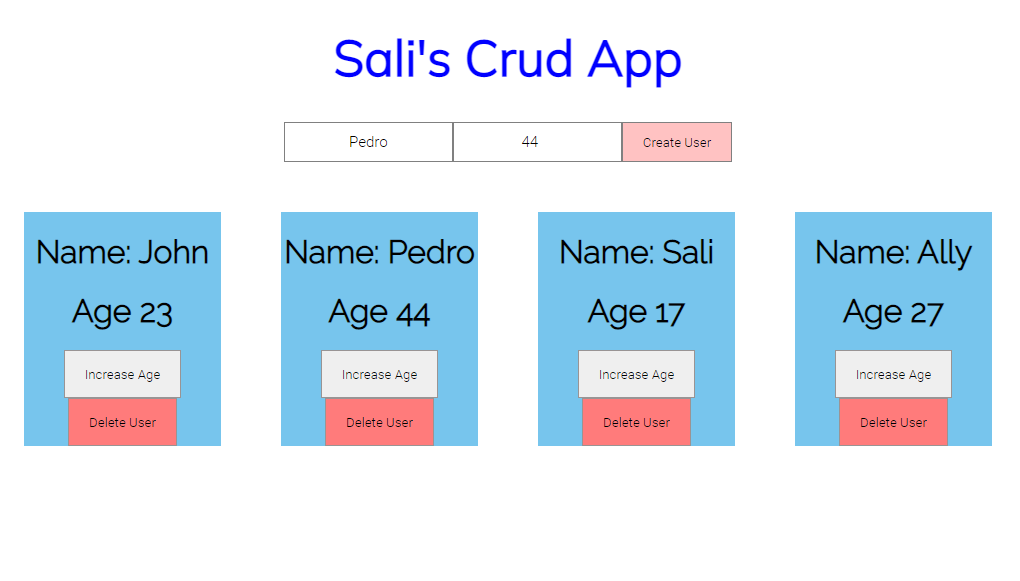 Sali's Crud App
Pedro 44 Create User
Name: John
Age 23
Increase Age
Delete User
Name: Pedro
Age 44
Increase Age
Delete User
Name: Sali
Age 17
Increase Age
Delete User
Name: Ally
Age 27
Increase Age
Delete User